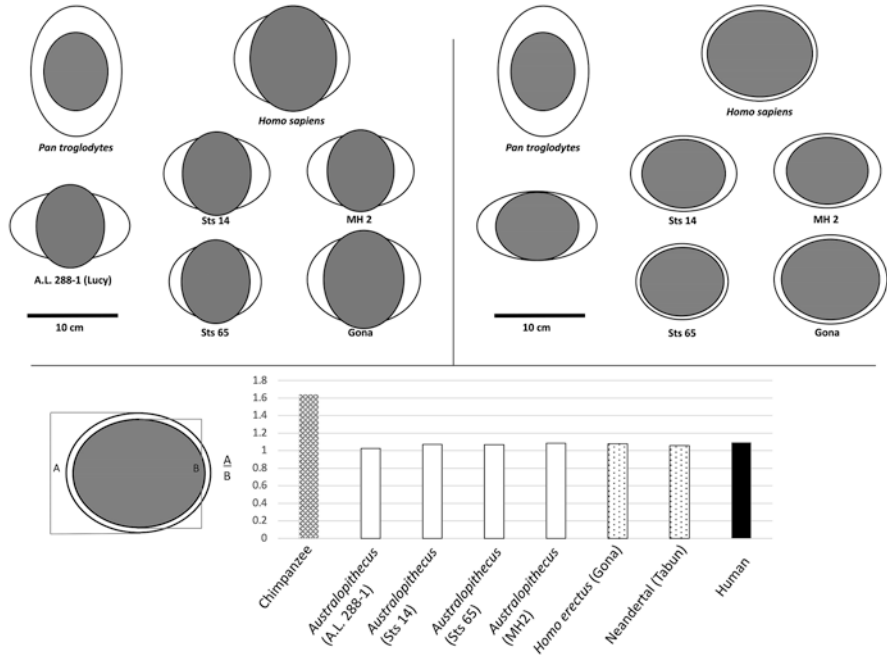 Pan troglodytes
Homo sapiens
Sts 14
MH 2
A.L. 288-1 (Lucy)
Sts 65
Gona
10 cm
Pan troglodytes
Homo sapiens
Sts 14
MH 2
Sts 65
Gona
10 cm
A
B
A
B
1.8
1.6
1.4
1.2
1
0.8
0.6
0.4
0.2
0
Chimpanzee
Australopithecus
(A.L. 288-1)
Australopithecus
(Sts 14)
Australopithecus
(Sts 65)
Australopithecus
(MH2)
Homo erectus (Gona)
Neandertal (Tabun)
Human